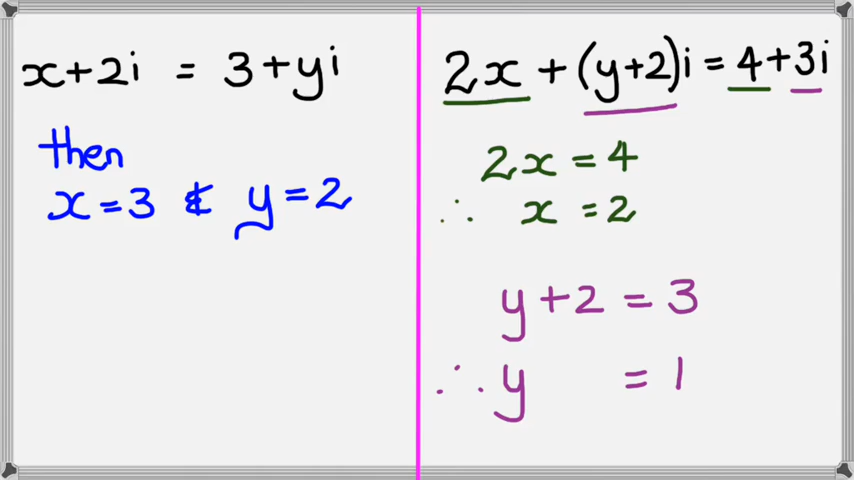 x+2i = 3+yi
then
x=3 & y=2
2x + (y+2)i = 4+3i
2x = 4
∴ x = 2
y+2 = 3
∴ y = 1